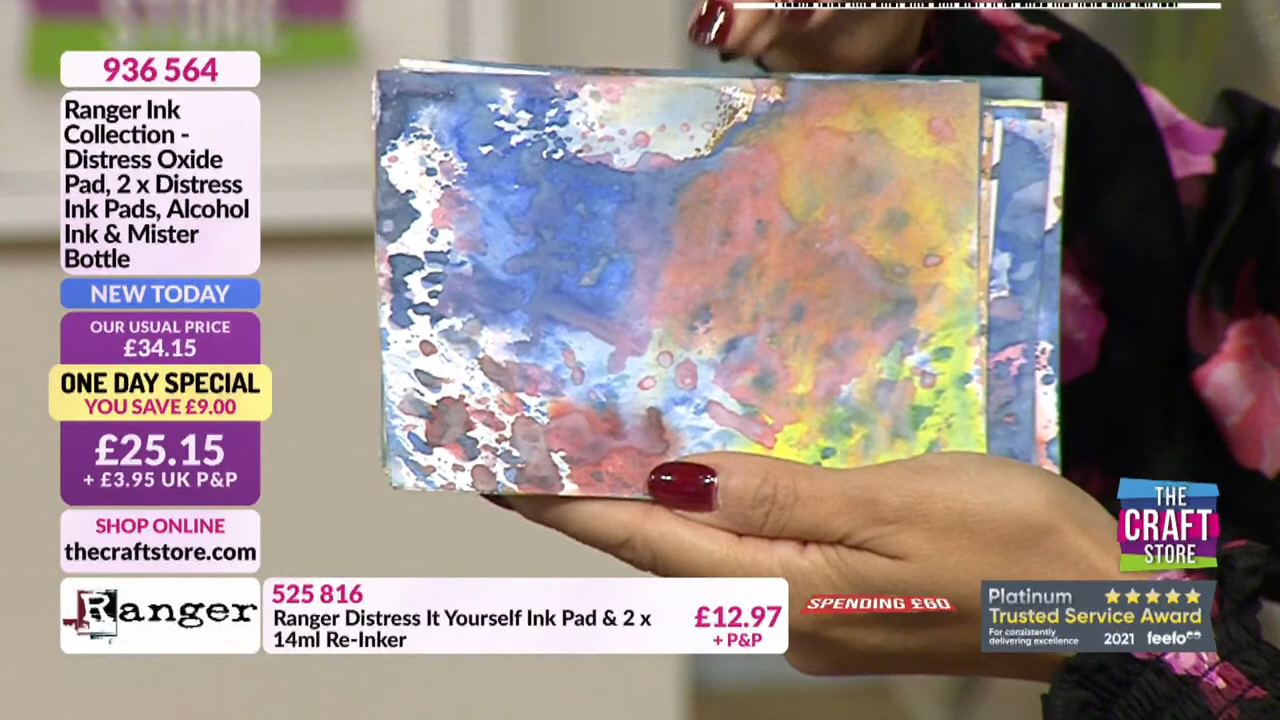 936 564
Ranger Ink
Collection -
Distress Oxide
Pad, 2 x Distress
Ink Pads, Alcohol
Ink & Mister
Bottle
NEW TODAY
OUR USUAL PRICE
£34.15
ONE DAY SPECIAL
YOU SAVE £9.00
£25.15
+ £3.95 UK P&P
SHOP ONLINE
thecraftstore.com
Ranger
525 816
Ranger Distress It Yourself Ink Pad & 2 x
14ml Re-Inker
£12.97
+ P&P
SPENDING £60
THE
CRAFT
STORE
Platinum ★★★★★
Trusted Service Award
For consistently
delivering excellence
2021 feefo